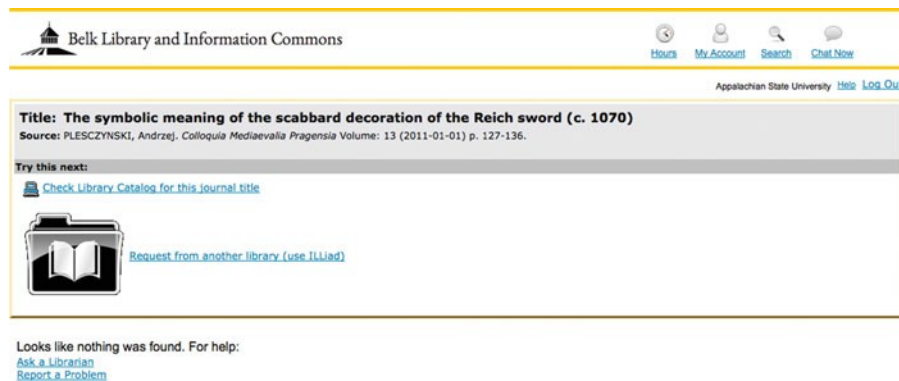 Belk Library and Information Commons
Hours My Account Search Chat Now
Appalachian State University Help Log Ou
Title: The symbolic meaning of the scabbard decoration of the Reich sword (c. 1070)
Source: PLESCZYNSKI, Andrzej. Colloquia Mediaevalia Pragensia Volume: 13 (2011-01-01) p. 127-136.
Try this next:
Check Library Catalog for this journal title
Request from another library (use ILLiad)
Looks like nothing was found. For help:
Ask a Librarian
Report a Problem